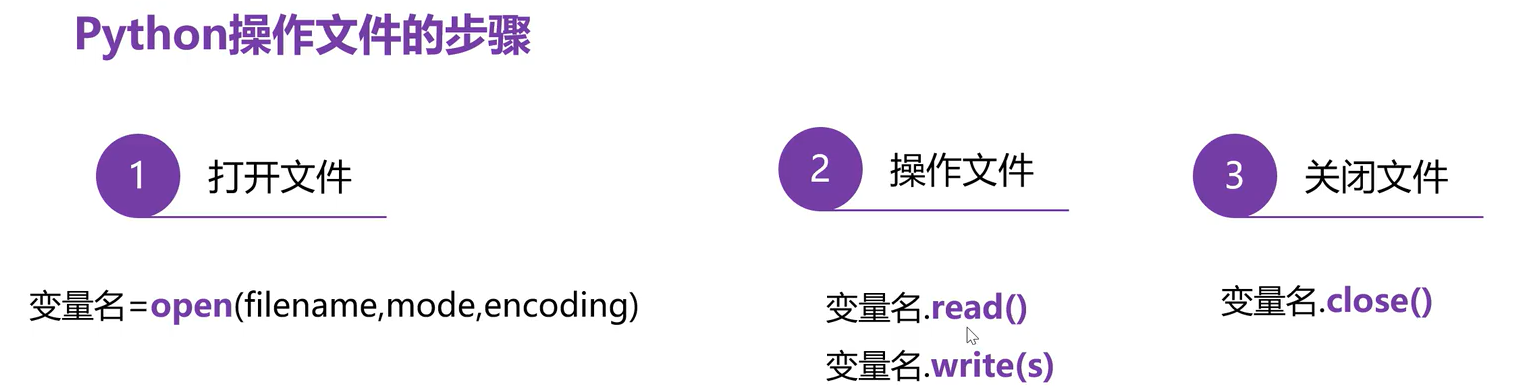 Python操作文件的步骤
1 打开文件
变量名=open(filename,mode,encoding)
2 操作文件
变量名.read()
变量名.write(s)
3 关闭文件
变量名.close()